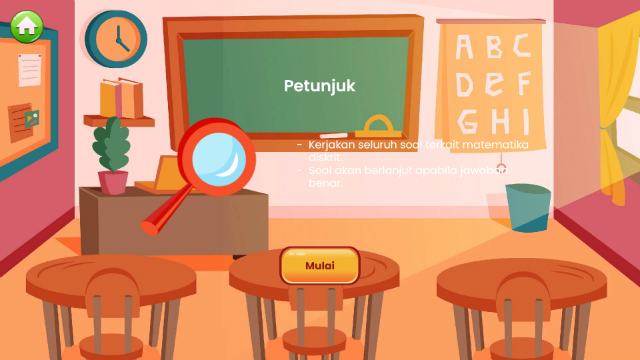 A B C
D E F
G H I
Petunjuk
- Kerjakan seluruh soal terkait matematika
diskrit.
- Soal akan berlanjut apabila jawaban
benar.
Mulai